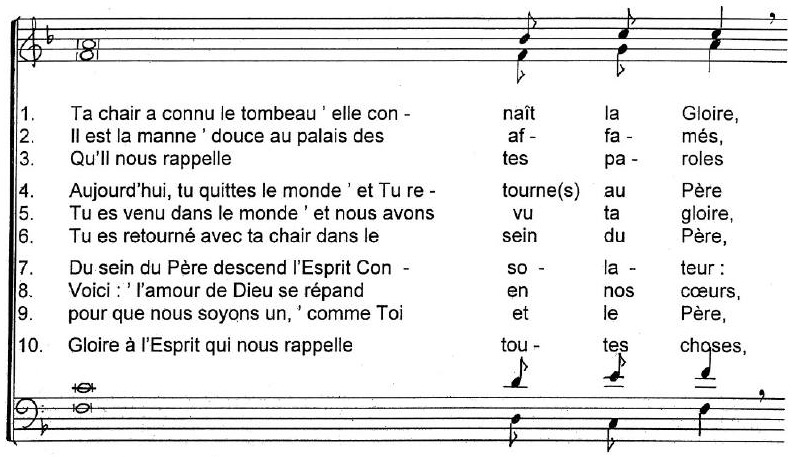 1. Ta chair a connu le tombeau ' elle con - naît la Gloire,
2. Il est la manne ' douce au palais des af - fa - més,
3. Qu'Il nous rappelle tes pa - roles
4. Aujourd'hui, tu quittes le monde ' et Tu re - tourne(s) au Père
5. Tu es venu dans le monde ' et nous avons vu ta gloire,
6. Tu es retourné avec ta chair dans le sein du Père,
7. Du sein du Père descend l'Esprit Con - so - la - teur :
8. Voici : ' l'amour de Dieu se répand en nos cœurs,
9. pour que nous soyons un, ' comme Toi et le Père,
10. Gloire à l'Esprit qui nous rappelle tou - tes choses,